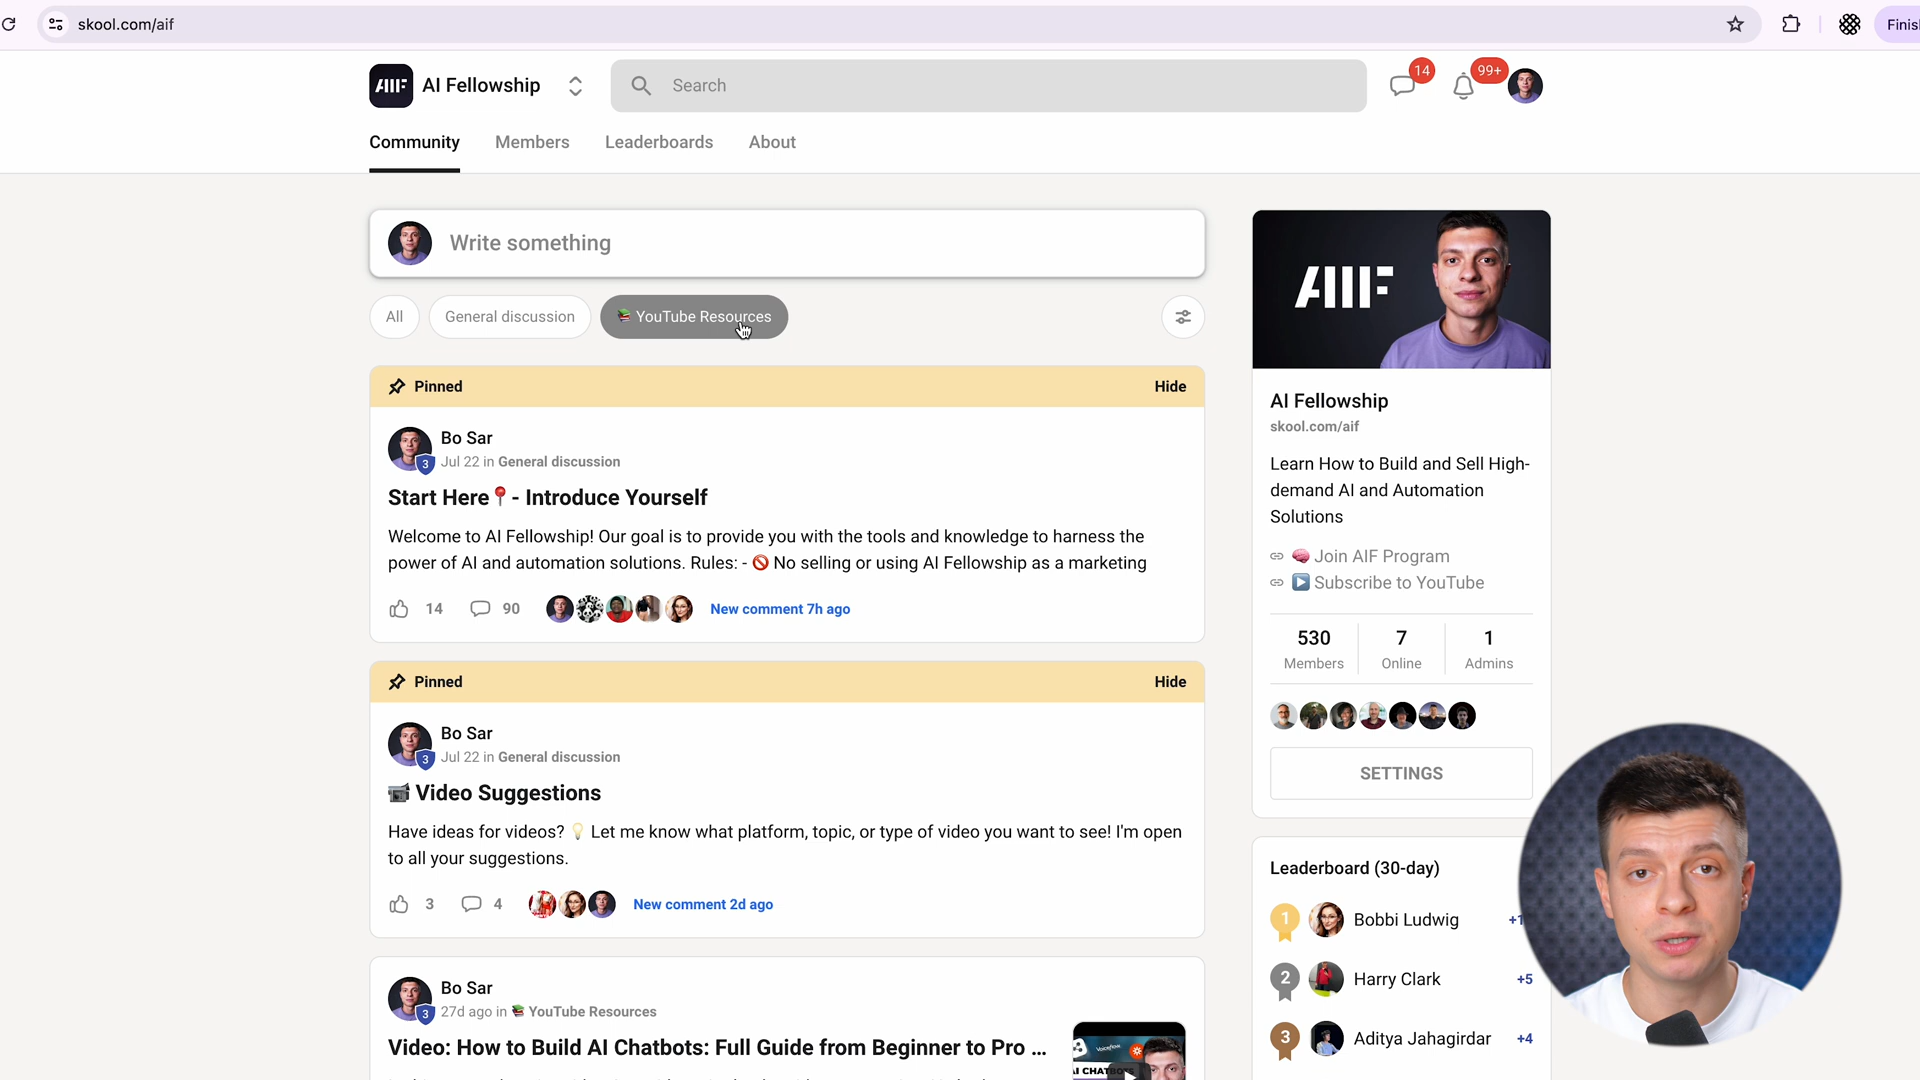 skool.com/aif
Finis
AIF AI Fellowship
Search
14
99+
Community Members Leaderboards About
Write something
All General discussion YouTube Resources
Pinned Hide
Bo Sar
3
Jul 22 in General discussion
Start Here - Introduce Yourself
Welcome to AI Fellowship! Our goal is to provide you with the tools and knowledge to harness the
power of AI and automation solutions. Rules: - No selling or using AI Fellowship as a marketing
14 90 New comment 7h ago
Pinned Hide
Bo Sar
3
Jul 22 in General discussion
Video Suggestions
Have ideas for videos? Let me know what platform, topic, or type of video you want to see! I'm open
to all your suggestions.
3 4 New comment 2d ago
Bo Sar
3
27d ago in YouTube Resources
Video: How to Build AI Chatbots: Full Guide from Beginner to Pro ...
Voiceflow
AI CHATBOTS
AIF
AI Fellowship
skool.com/aif
Learn How to Build and Sell High-
demand AI and Automation
Solutions
Join AIF Program
Subscribe to YouTube
530 7 1
Members Online Admins
SETTINGS
Leaderboard (30-day)
1 Bobbi Ludwig
2 Harry Clark +5
3 Aditya Jahagirdar +4